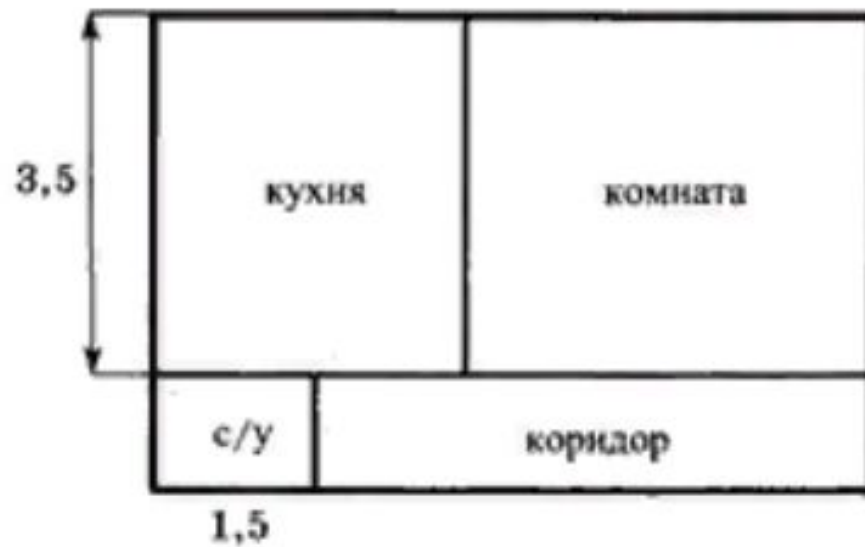 3,5
кухня
комната
с/у
коридор
1,5